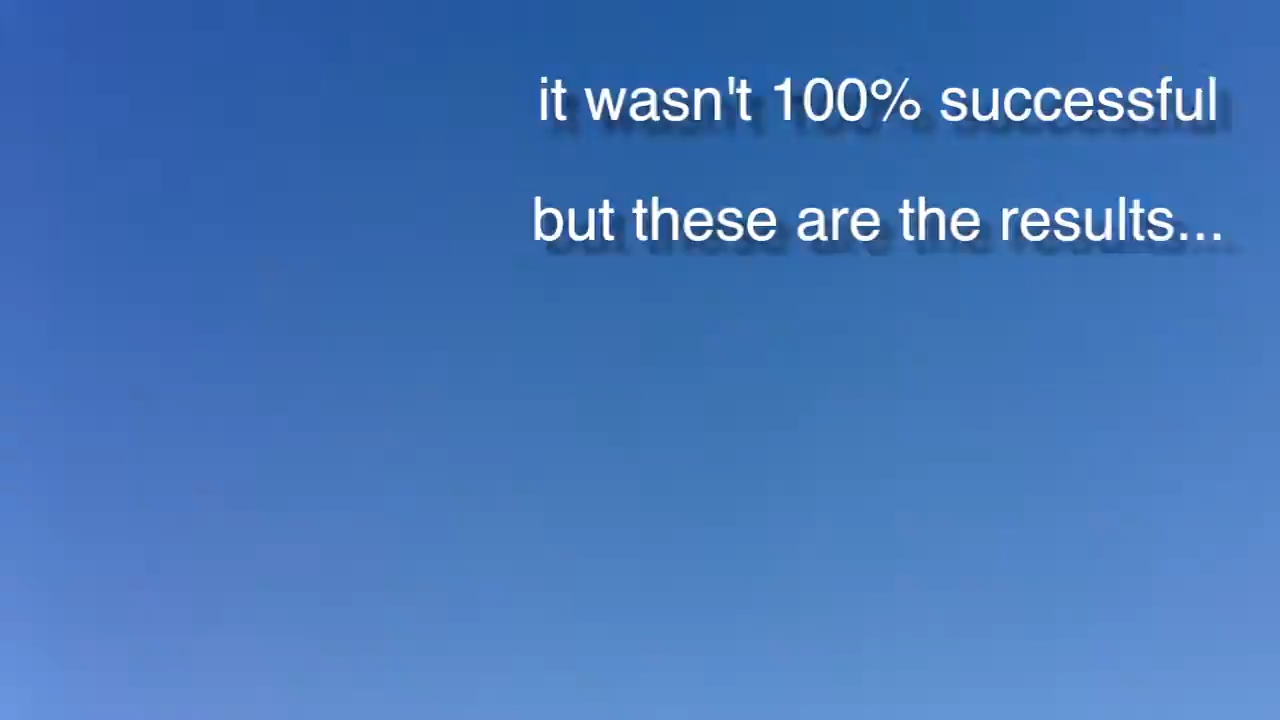 it wasn't 100% successful
but these are the results...